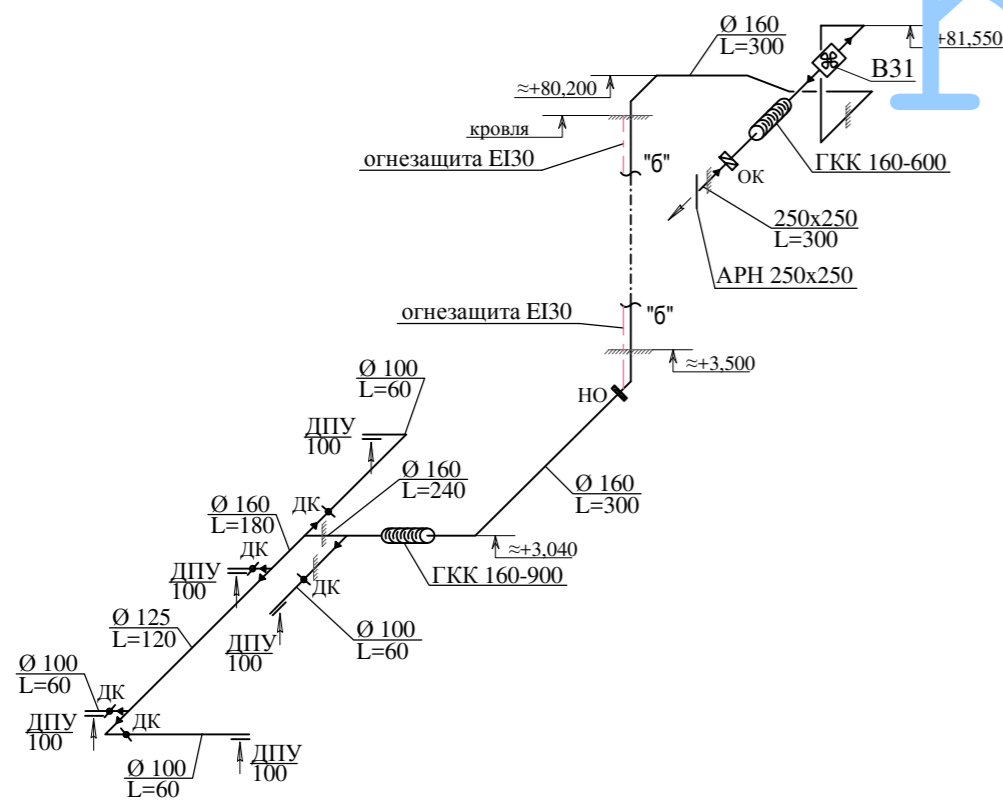 Ø 160
L=300
+81,550
В31
≈+80,200
кровля
огнезащита EI30
"б"
ГКК 160-600
ОК
250x250
L=300
АРН 250x250
огнезащита EI30
"б"
≈+3,500
НО
Ø 100
L=60
ДПУ
100
Ø 160
L=240
Ø 160
L=300
ДК
Ø 160
L=180
ДК
≈+3,040
ГКК 160-900
ДПУ
100
ДК
Ø 125
L=120
ДПУ
100
Ø 100
L=60
Ø 100
L=60
ДК
ДК
ДПУ
100
ДПУ
100
Ø 100
L=60